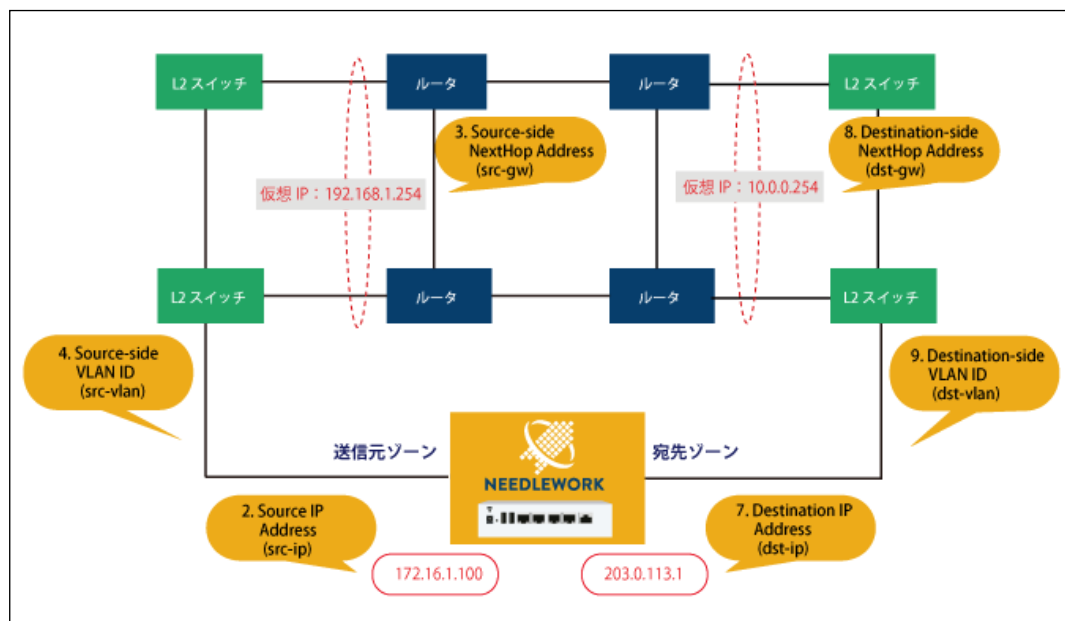 L2 スイッチ
ルータ
ルータ
L2 スイッチ
3. Source-side
NextHop Address
(src-gw)
8. Destination-side
NextHop Address
(dst-gw)
仮想 IP：192.168.1.254
仮想 IP：10.0.0.254
L2 スイッチ
ルータ
ルータ
L2 スイッチ
4. Source-side
VLAN ID
(src-vlan)
9. Destination-side
VLAN ID
(dst-vlan)
送信元ゾーン
宛先ゾーン
NEEDLEWORK
2. Source IP
Address
(src-ip)
7. Destination IP
Address
(dst-ip)
172.16.1.100
203.0.113.1